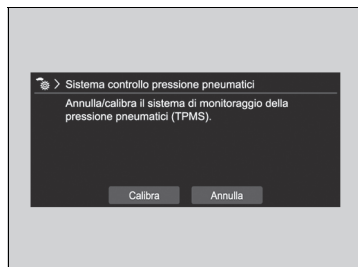 > Sistema controllo pressione pneumatici
Annulla/calibra il sistema di monitoraggio della
pressione pneumatici (TPMS).
Calibra
Annulla